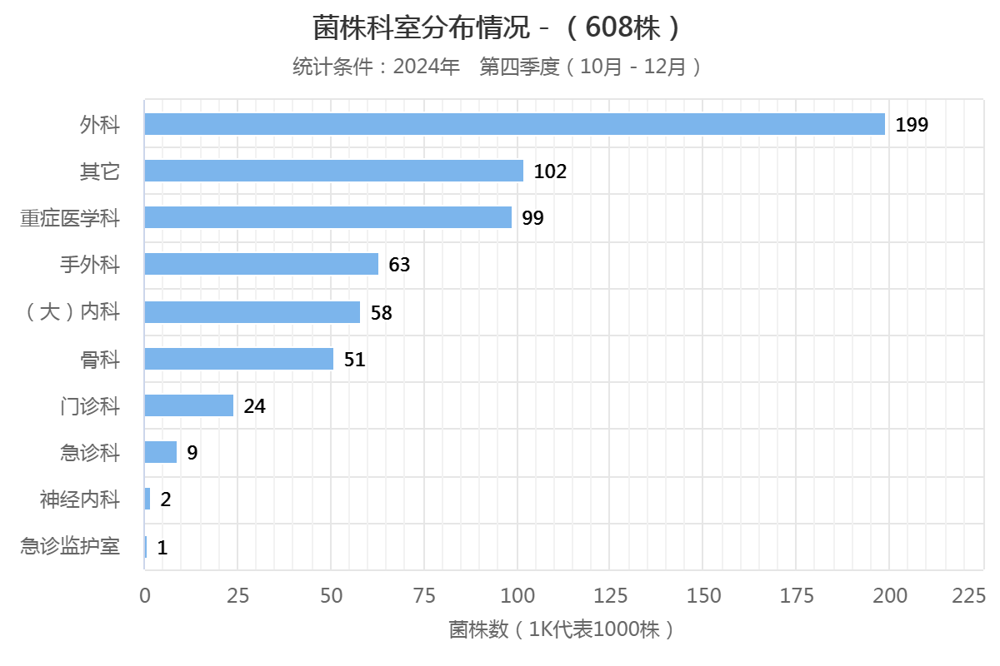 菌株科室分布情况 - （608株）
统计条件：2024年　第四季度（10月 - 12月）
外科 199
其它 102
重症医学科 99
手外科 63
（大）内科 58
骨科 51
门诊科 24
急诊科 9
神经内科 2
急诊监护室 1
0 25 50 75 100 125 150 175 200 225
菌株数（1K代表1000株）